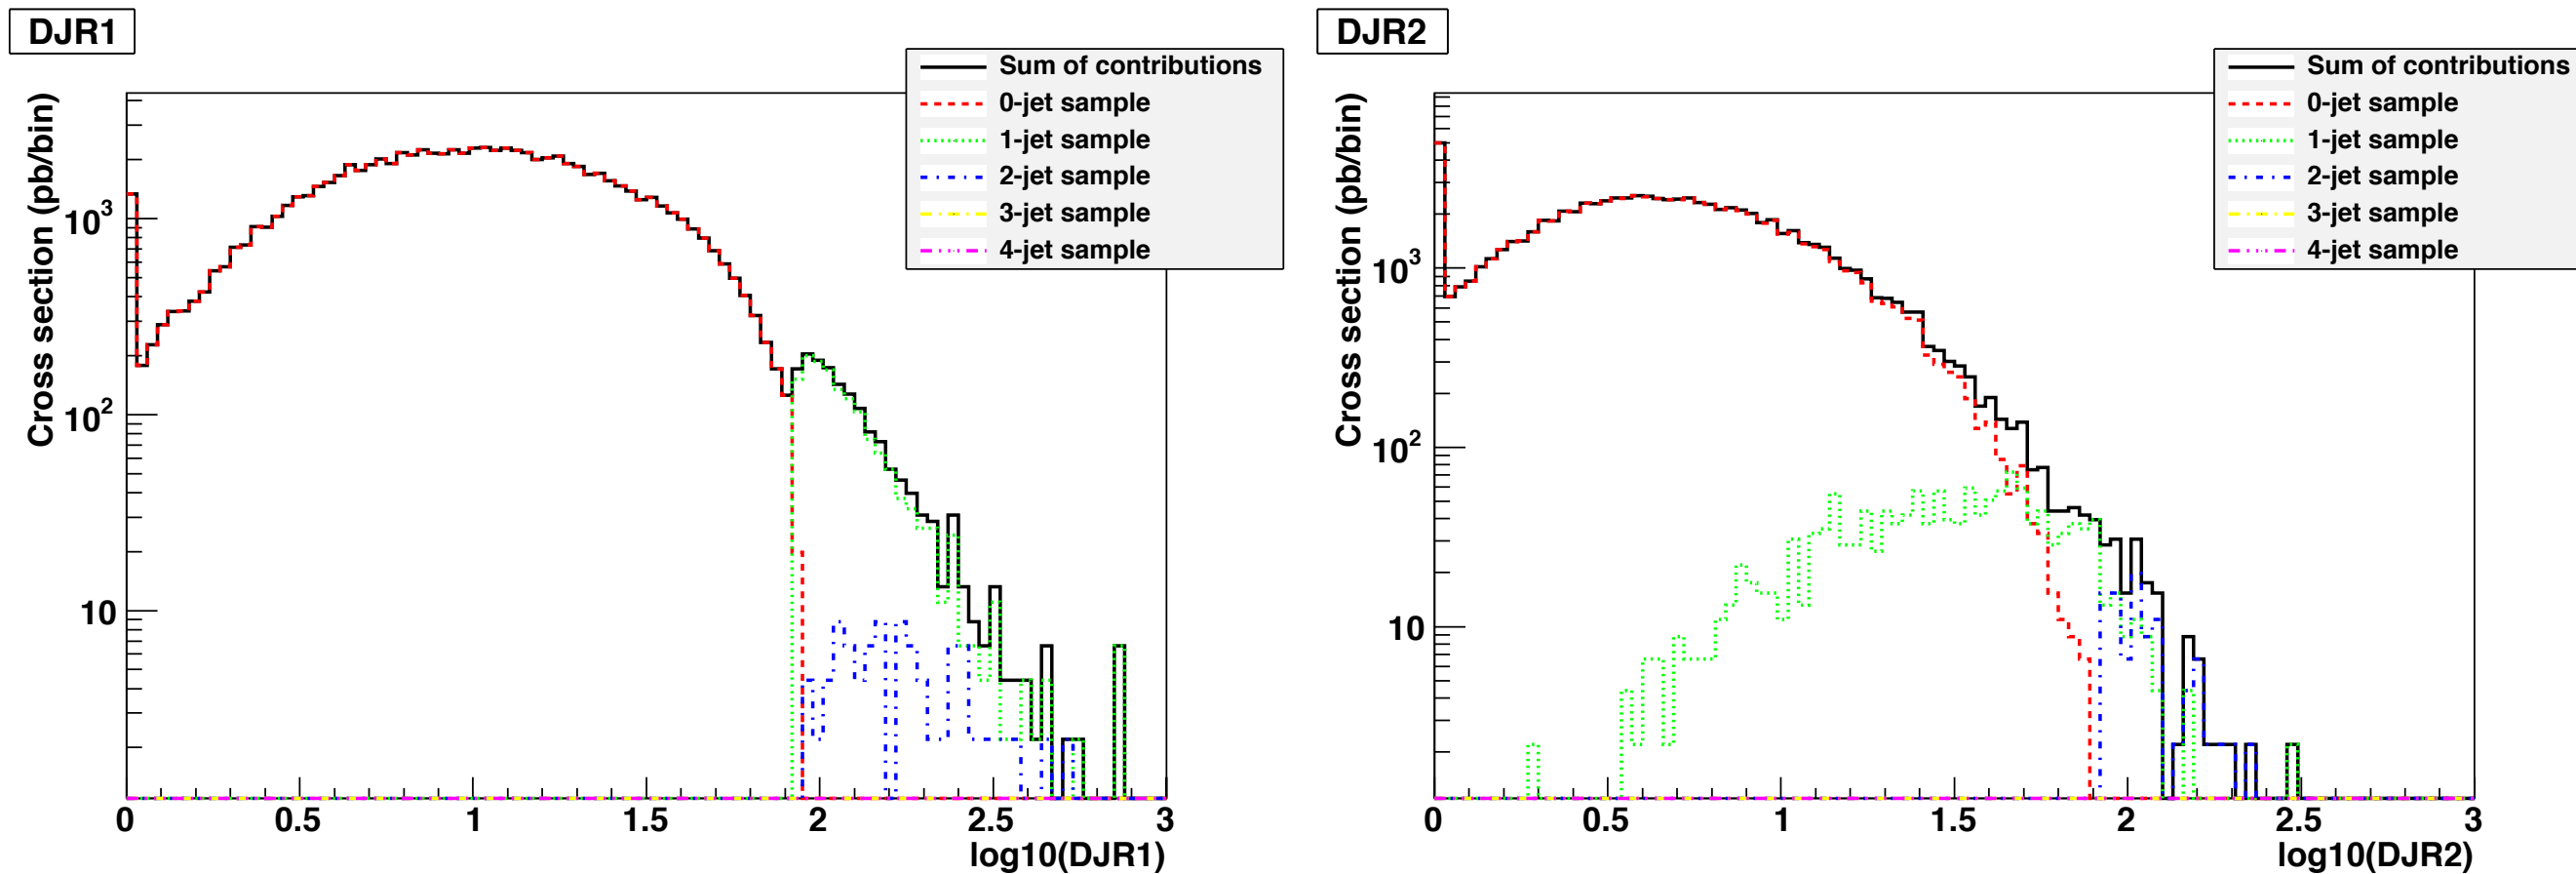 DJR1
Sum of contributions
0-jet sample
1-jet sample
2-jet sample
3-jet sample
4-jet sample
Cross section (pb/bin)
10³
10²
10
0 0.5 1 1.5 2 2.5 3
log10(DJR1)
DJR2
Sum of contributions
0-jet sample
1-jet sample
2-jet sample
3-jet sample
4-jet sample
Cross section (pb/bin)
10³
10²
10
0 0.5 1 1.5 2 2.5 3
log10(DJR2)